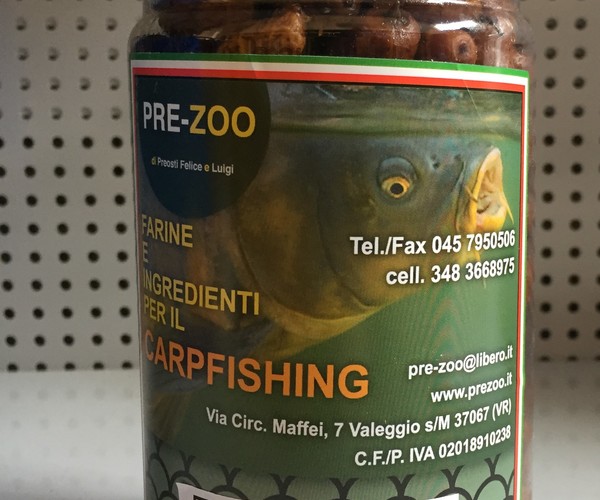 PRE-ZOO
di Preosti Felice e Luigi
FARINE
E
INGREDIENTI
PER IL
CARPFISHING
Tel./Fax 045 7950506
cell. 348 3668975
pre-zoo@libero.it
www.prezoo.it
Via Circ. Maffei, 7 Valeggio s/M 37067 (VR)
C.F./P. IVA 02018910238